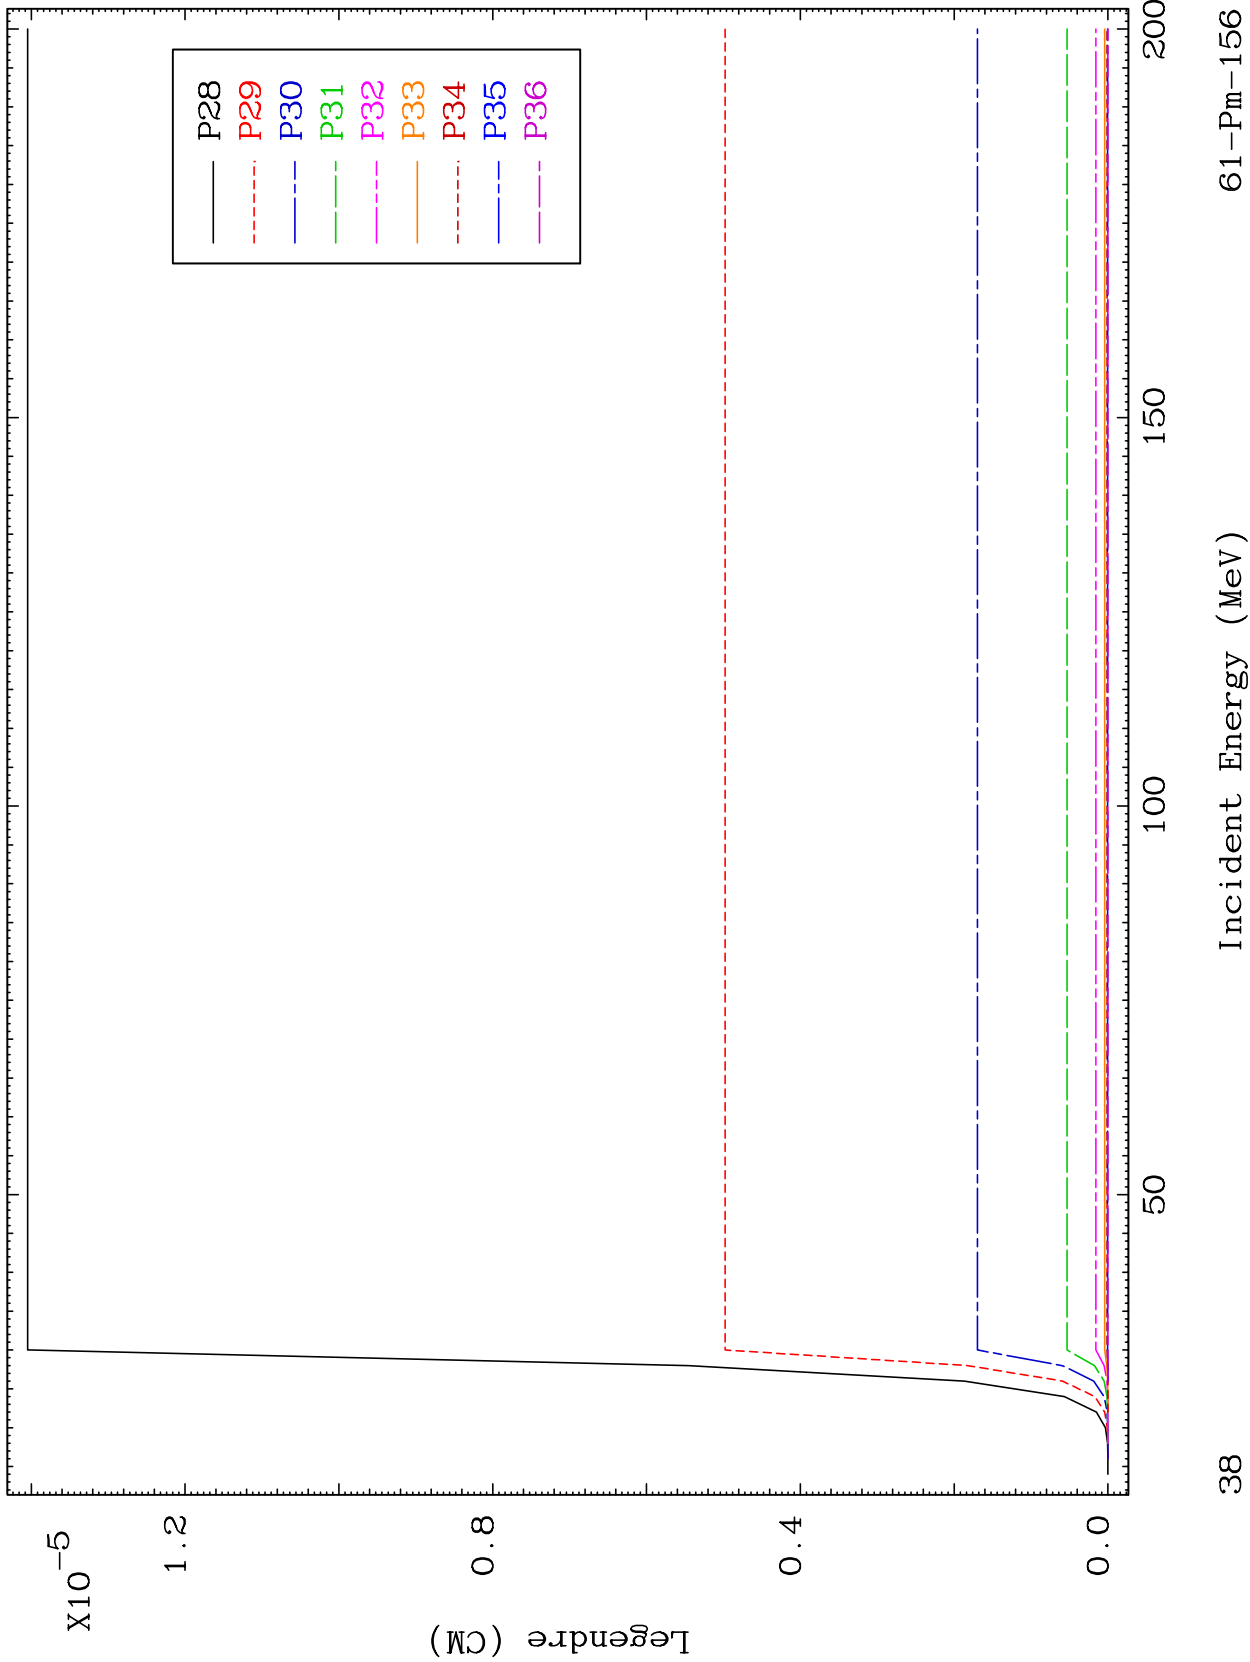 X10-5
1.2
0.8
0.4
0.0
Legendre (CM)
P28
P29
P30
P31
P32
P33
P34
P35
P36
50
100
150
200
Incident Energy (MeV)
38
61-Pm-156